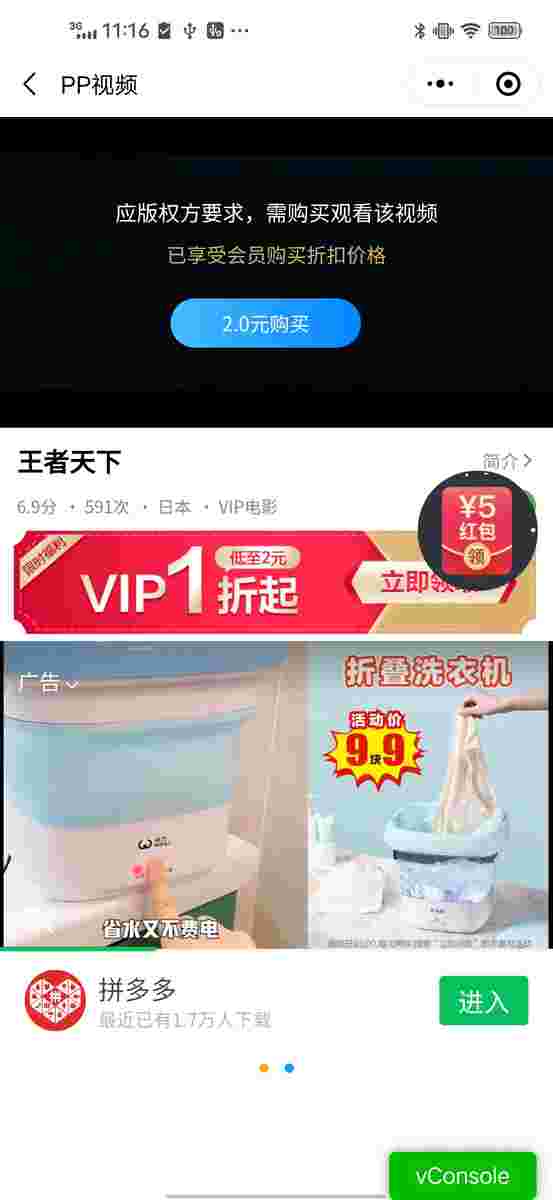 3G 11:16 100
PP视频
应版权方要求，需购买观看该视频
已享受会员购买折扣价格
2.0元购买
王者天下
简介
6.9分 · 591次 · 日本 · VIP电影
¥5
红包
领
限时福利
VIP1折起
低至2元
立即领
广告
折叠洗衣机
活动价
9块9
省水又不费电
拼多多
最近已有1.7万人下载
进入
vConsole